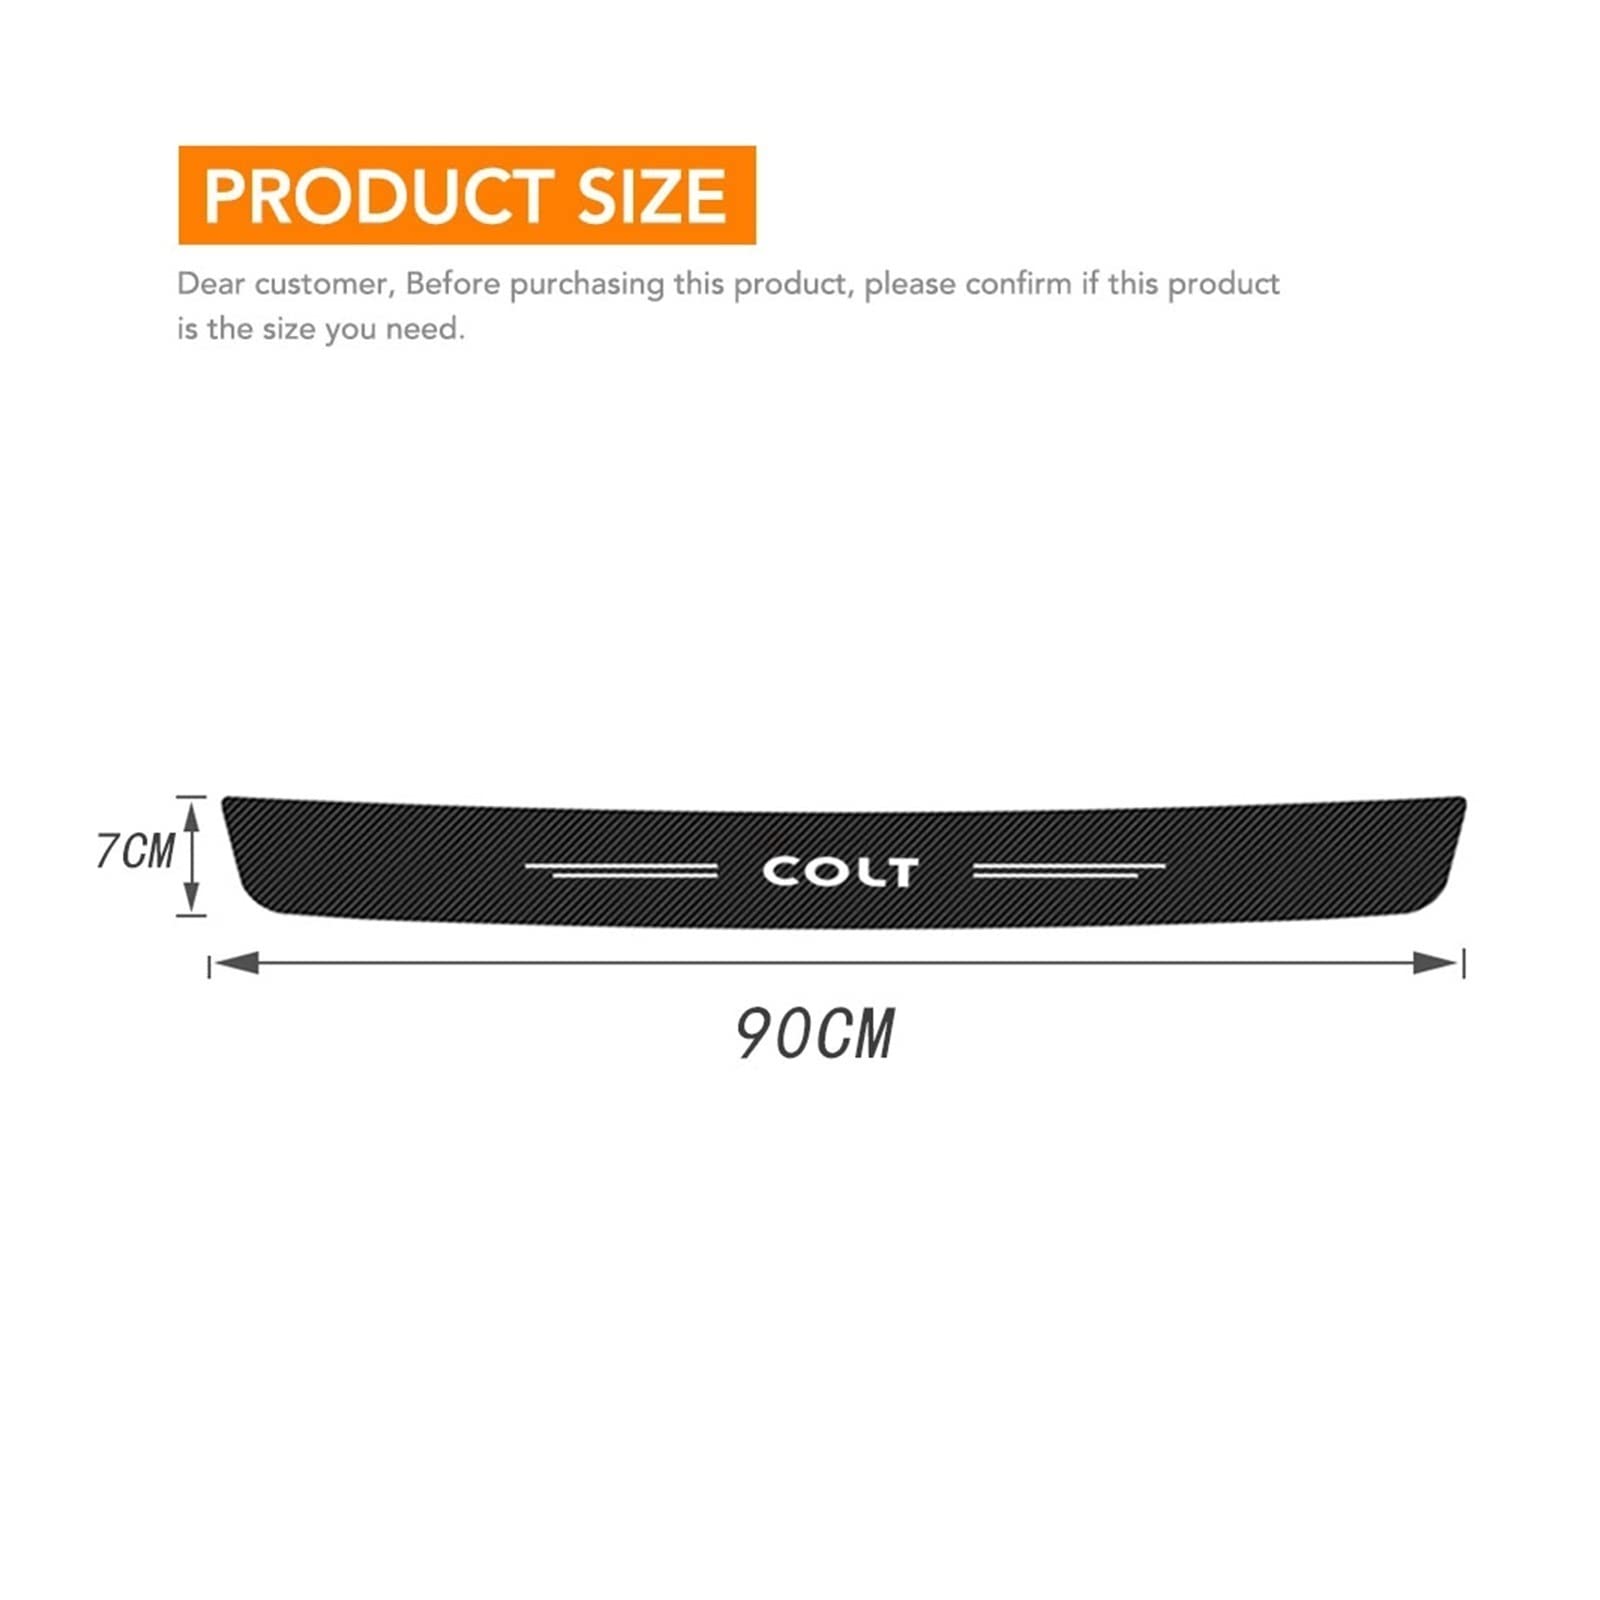 PRODUCT SIZE
Dear customer, Before purchasing this product, please confirm if this product
is the size you need.
7CM
COLT
90CM